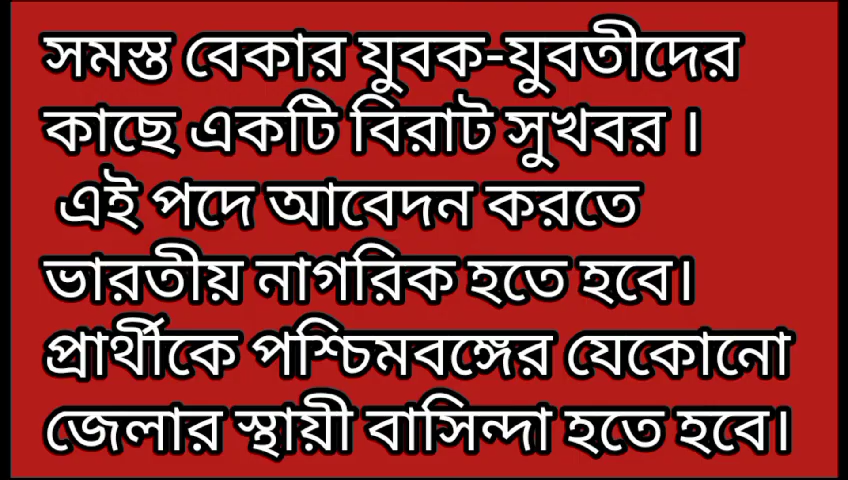 সমস্ত বেকার যুবক-যুবতীদের
কাছে একটি বিরাট সুখবর ।
এই পদে আবেদন করতে
ভারতীয় নাগরিক হতে হবে।
প্রার্থীকে পশ্চিমবঙ্গের যেকোনো
জেলার স্থায়ী বাসিন্দা হতে হবে।